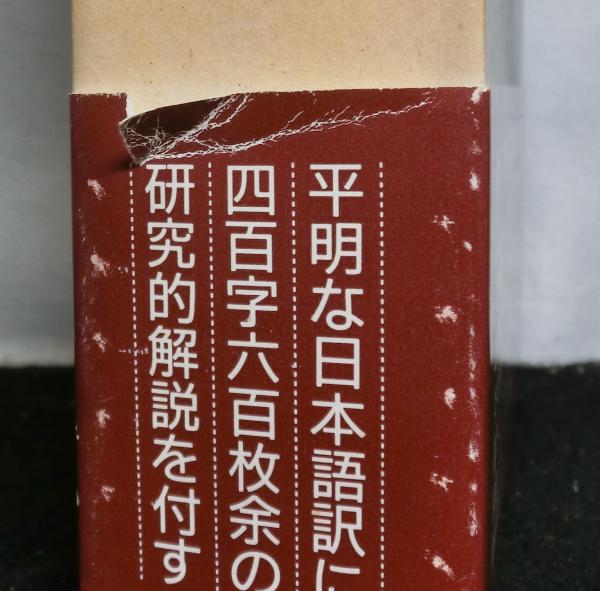 平明な日本語訳に
四百字六百枚余の
研究的解説を付す